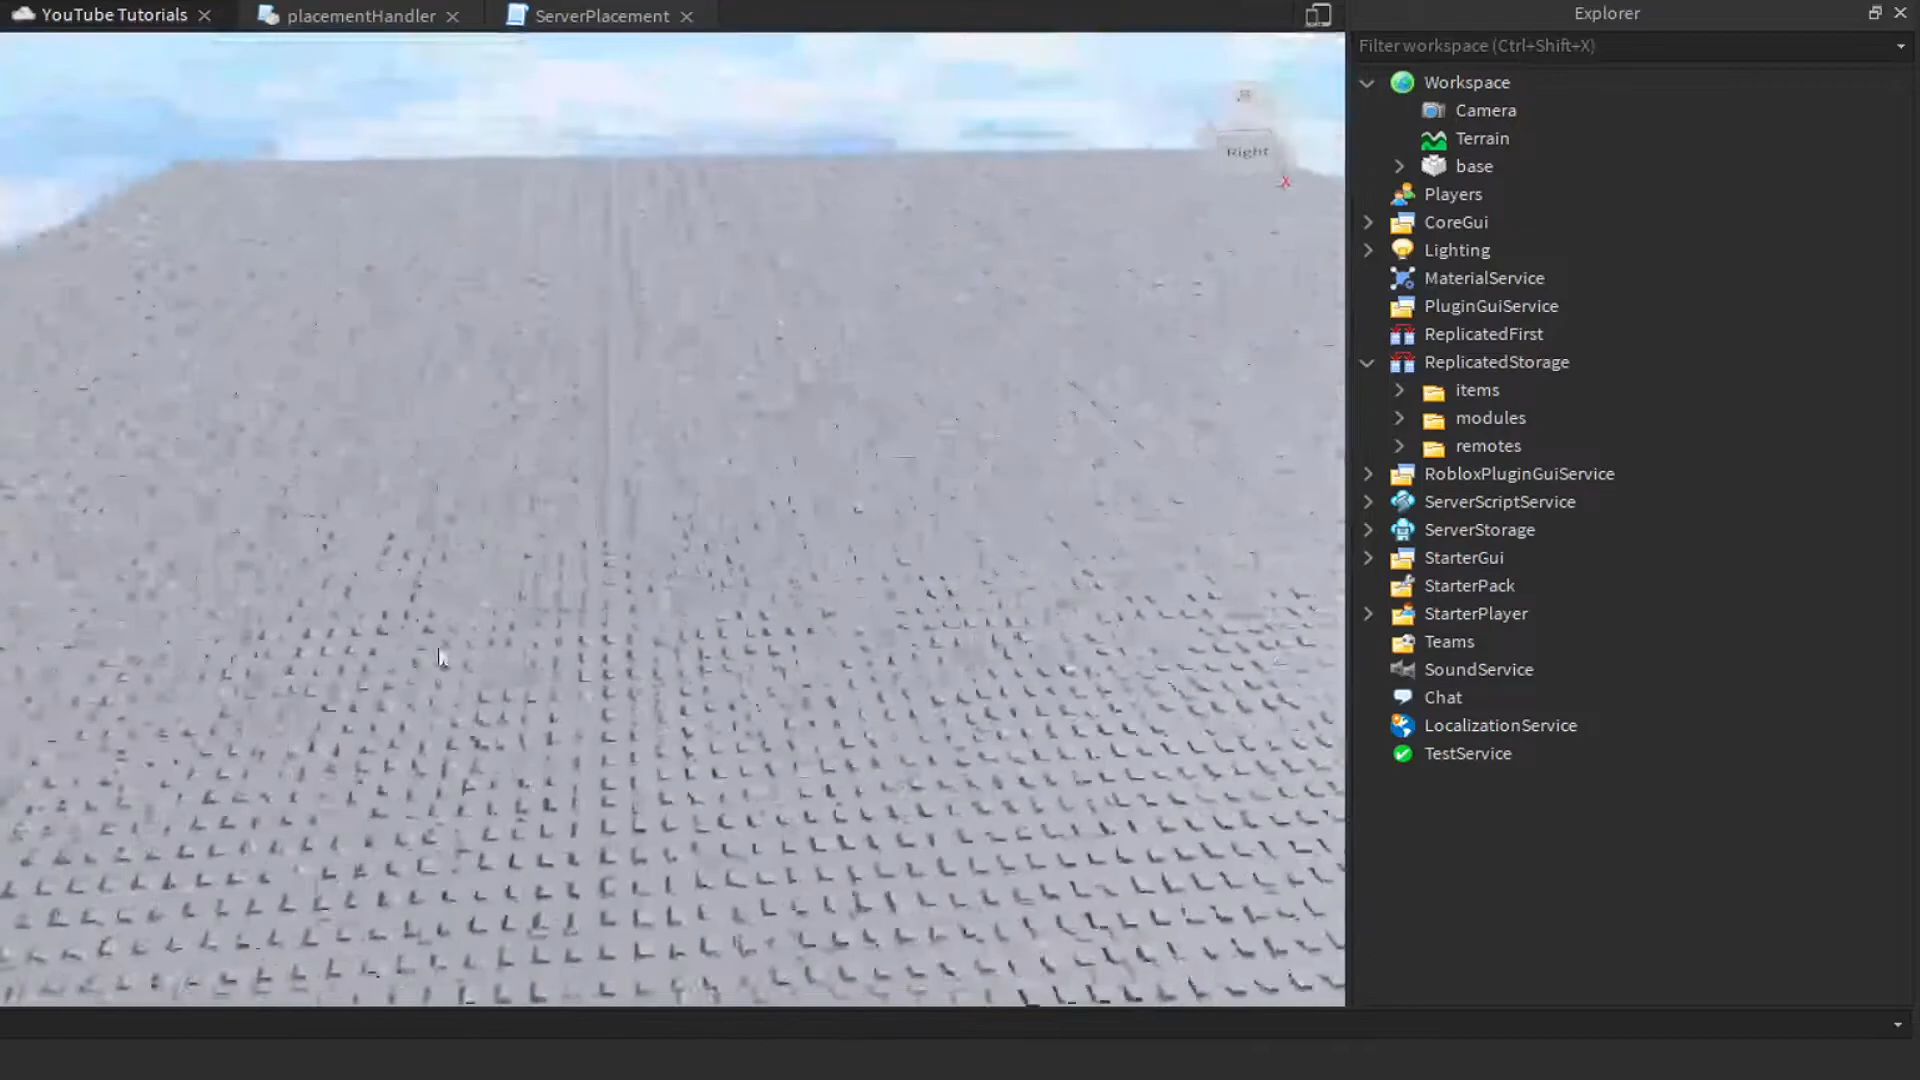 YouTube Tutorials
placementHandler
ServerPlacement
Explorer
Filter workspace (Ctrl+Shift+X)
Right
X
Workspace
Camera
Terrain
base
Players
CoreGui
Lighting
MaterialService
PluginGuiService
ReplicatedFirst
ReplicatedStorage
items
modules
remotes
RobloxPluginGuiService
ServerScriptService
ServerStorage
StarterGui
StarterPack
StarterPlayer
Teams
SoundService
Chat
LocalizationService
TestService